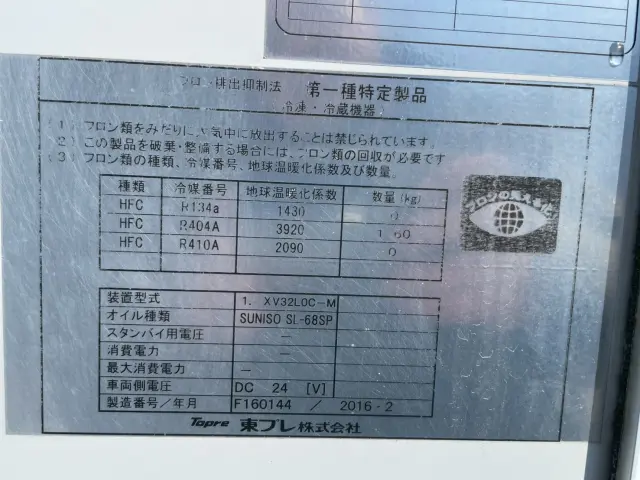 フロン排出抑制法 第一種特定製品
冷凍・冷蔵機器
(1) フロン類をみだりに大気中に放出することは禁じられています。
(2) この製品を破棄・整備する場合には、フロン類の回収が必要です
(3) フロン類の種類、冷媒番号、地球温暖化係数及び数量。
種類 冷媒番号 地球温暖化係数 数量(kg)
HFC R134a 1430 0
HFC R404A 3920 1.60
HFC R410A 2090 0
装置型式 1. XV32L0C-M
オイル種類 SUNISO SL-68SP
スタンバイ用電圧 —
消費電力 —
最大消費電力 —
車両側電圧 DC 24 [V]
製造番号/年月 F160144 / 2016-2
Topre 東プレ株式会社